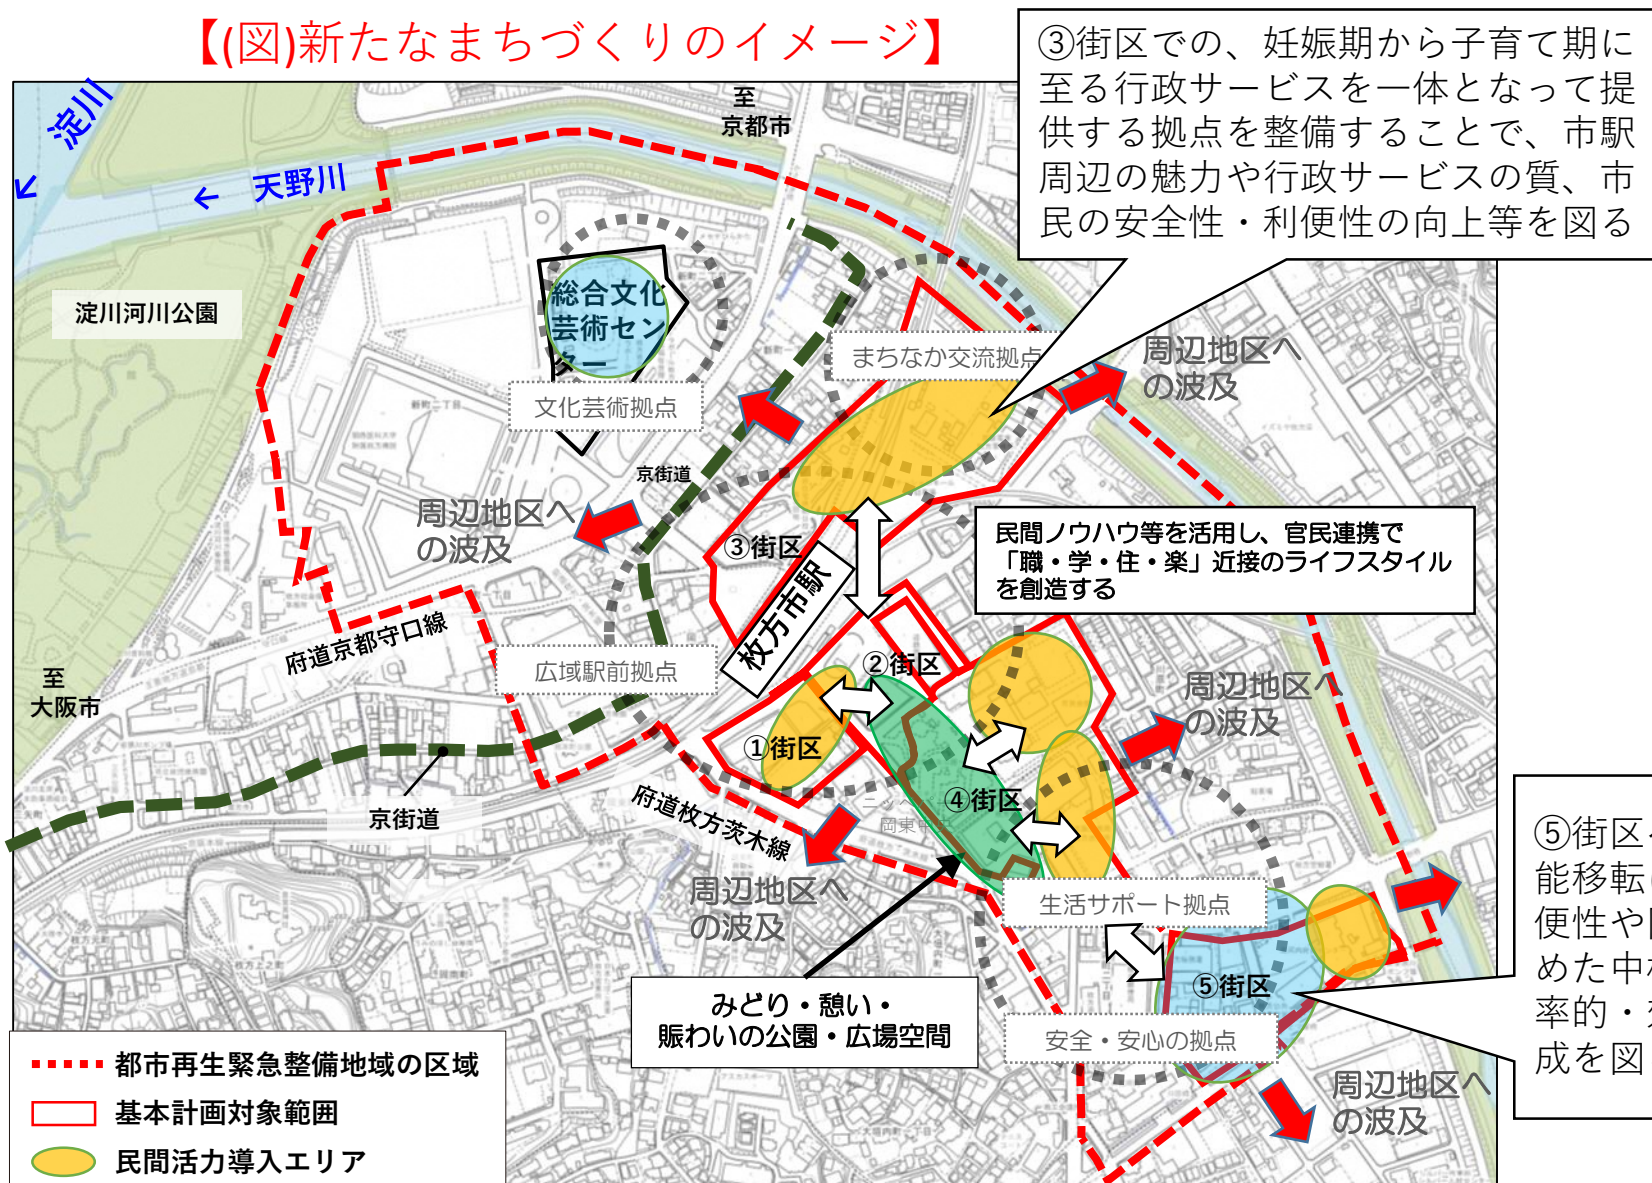 【(図)新たなまちづくりのイメージ】
③街区での、妊娠期から子育て期に
至る行政サービスを一体となって提
供する拠点を整備することで、市駅
周辺の魅力や行政サービスの質、市
民の安全性・利便性の向上等を図る
淀川
至
京都市
← 天野川
淀川河川公園
総合文化
芸術セン
ター
文化芸術拠点
まちなか交流拠点
周辺地区へ
の波及
新町二丁目
京街道
周辺地区へ
の波及
③街区
枚方市駅
民間ノウハウ等を活用し、官民連携で
「職・学・住・楽」近接のライフスタイル
を創造する
府道京都守口線
広域駅前拠点
②街区
至
大阪市
周辺地区へ
の波及
①街区
④街区
岡東中央
京街道
府道枚方茨木線
周辺地区へ
の波及
生活サポート拠点
⑤街区
能移転
便性や
めた中
率的・
成を図
⑤街区
みどり・憩い・
賑わいの公園・広場空間
安全・安心の拠点
周辺地区へ
の波及
都市再生緊急整備地域の区域
基本計画対象範囲
民間活力導入エリア